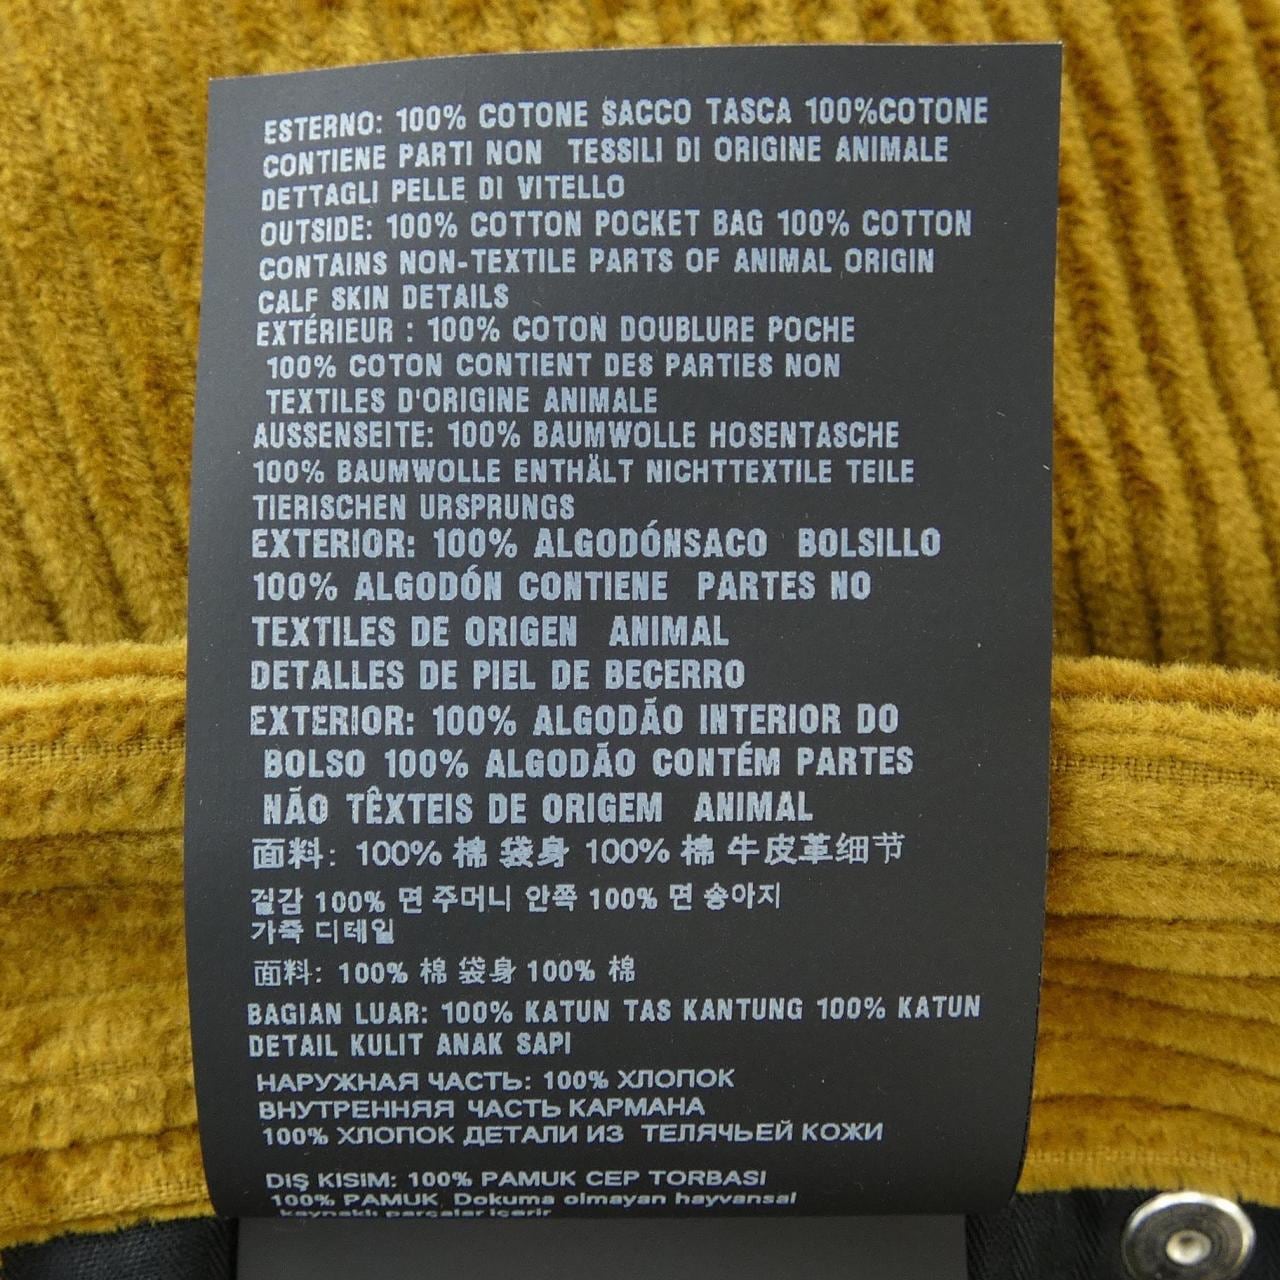 ESTERNO: 100% COTONE SACCO TASCA 100%COTONE
CONTIENE PARTI NON TESSILI DI ORIGINE ANIMALE
DETTAGLI PELLE DI VITELLO
OUTSIDE: 100% COTTON POCKET BAG 100% COTTON
CONTAINS NON-TEXTILE PARTS OF ANIMAL ORIGIN
CALF SKIN DETAILS
EXTÉRIEUR : 100% COTON DOUBLURE POCHE
100% COTON CONTIENT DES PARTIES NON
TEXTILES D'ORIGINE ANIMALE
AUSSENSEITE: 100% BAUMWOLLE HOSENTASCHE
100% BAUMWOLLE ENTHÄLT NICHTTEXTILE TEILE
TIERISCHEN URSPRUNGS
EXTERIOR: 100% ALGODÓNSACO BOLSILLO
100% ALGODÓN CONTIENE PARTES NO
TEXTILES DE ORIGEN ANIMAL
DETALLES DE PIEL DE BECERRO
EXTERIOR: 100% ALGODÃO INTERIOR DO
BOLSO 100% ALGODÃO CONTÉM PARTES
NÃO TÊXTEIS DE ORIGEM ANIMAL
面料: 100% 棉 袋身 100% 棉 牛皮革细节
겉감 100% 면 주머니 안쪽 100% 면 송아지
가죽 디테일
面料: 100% 棉 袋身 100% 棉
BAGIAN LUAR: 100% KATUN TAS KANTUNG 100% KATUN
DETAIL KULIT ANAK SAPI
НАРУЖНАЯ ЧАСТЬ: 100% ХЛОПОК
ВНУТРЕННЯЯ ЧАСТЬ КАРМАНА
100% ХЛОПОК ДЕТАЛИ ИЗ ТЕЛЯЧЬЕЙ КОЖИ
DIŞ KISIM: 100% PAMUK CEP TORBASI
100% PAMUK Dokuma olmayan hayvansal
kaynaklı parçalar içerir